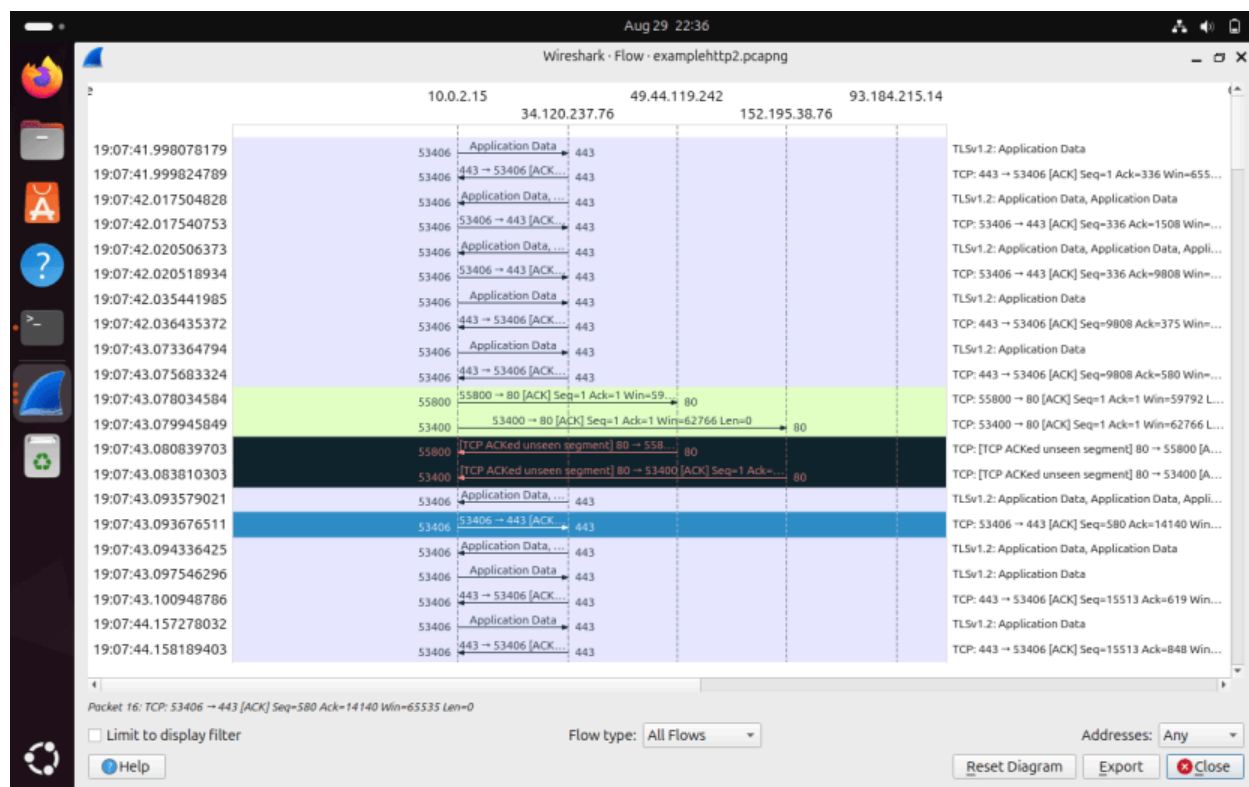 Aug 29 22:36
Wireshark · Flow · examplehttp2.pcapng
e
10.0.2.15 49.44.119.242 93.184.215.14
34.120.237.76 152.195.38.76
19:07:41.998078179 53406 Application Data 443 TLSv1.2: Application Data
19:07:41.999824789 53406 443 → 53406 [ACK... 443 TCP: 443 → 53406 [ACK] Seq=1 Ack=336 Win=655...
19:07:42.017504828 53406 Application Data, ... 443 TLSv1.2: Application Data, Application Data
19:07:42.017540753 53406 53406 → 443 [ACK... 443 TCP: 53406 → 443 [ACK] Seq=336 Ack=1508 Win=...
19:07:42.020506373 53406 Application Data, ... 443 TLSv1.2: Application Data, Application Data, Appli...
19:07:42.020518934 53406 53406 → 443 [ACK... 443 TCP: 53406 → 443 [ACK] Seq=336 Ack=9808 Win=...
19:07:42.035441985 53406 Application Data 443 TLSv1.2: Application Data
19:07:42.036435372 53406 443 → 53406 [ACK... 443 TCP: 443 → 53406 [ACK] Seq=9808 Ack=375 Win=...
19:07:43.073364794 53406 Application Data 443 TLSv1.2: Application Data
19:07:43.075683324 53406 443 → 53406 [ACK... 443 TCP: 443 → 53406 [ACK] Seq=9808 Ack=580 Win=...
19:07:43.078034584 55800 55800 → 80 [ACK] Seq=1 Ack=1 Win=59... 80 TCP: 55800 → 80 [ACK] Seq=1 Ack=1 Win=59792 L...
19:07:43.079945849 53400 53400 → 80 [ACK] Seq=1 Ack=1 Win=62766 Len=0 80 TCP: 53400 → 80 [ACK] Seq=1 Ack=1 Win=62766 L...
19:07:43.080839703 55800 [TCP ACKed unseen segment] 80 → 558... 80 TCP: [TCP ACKed unseen segment] 80 → 55800 [A...
19:07:43.083810303 53400 [TCP ACKed unseen segment] 80 → 53400 [ACK] Seq=1 Ack=... 80 TCP: [TCP ACKed unseen segment] 80 → 53400 [A...
19:07:43.093579021 53406 Application Data, ... 443 TLSv1.2: Application Data, Application Data, Appli...
19:07:43.093676511 53406 53406 → 443 [ACK... 443 TCP: 53406 → 443 [ACK] Seq=580 Ack=14140 Win...
19:07:43.094336425 53406 Application Data, ... 443 TLSv1.2: Application Data, Application Data
19:07:43.097546296 53406 Application Data 443 TLSv1.2: Application Data
19:07:43.100948786 53406 443 → 53406 [ACK... 443 TCP: 443 → 53406 [ACK] Seq=15513 Ack=619 Win...
19:07:44.157278032 53406 Application Data 443 TLSv1.2: Application Data
19:07:44.158189403 53406 443 → 53406 [ACK... 443 TCP: 443 → 53406 [ACK] Seq=15513 Ack=848 Win...
Packet 16: TCP: 53406 → 443 [ACK] Seq=580 Ack=14140 Win=65535 Len=0
Limit to display filter Flow type: All Flows Addresses: Any
Help Reset Diagram Export Close